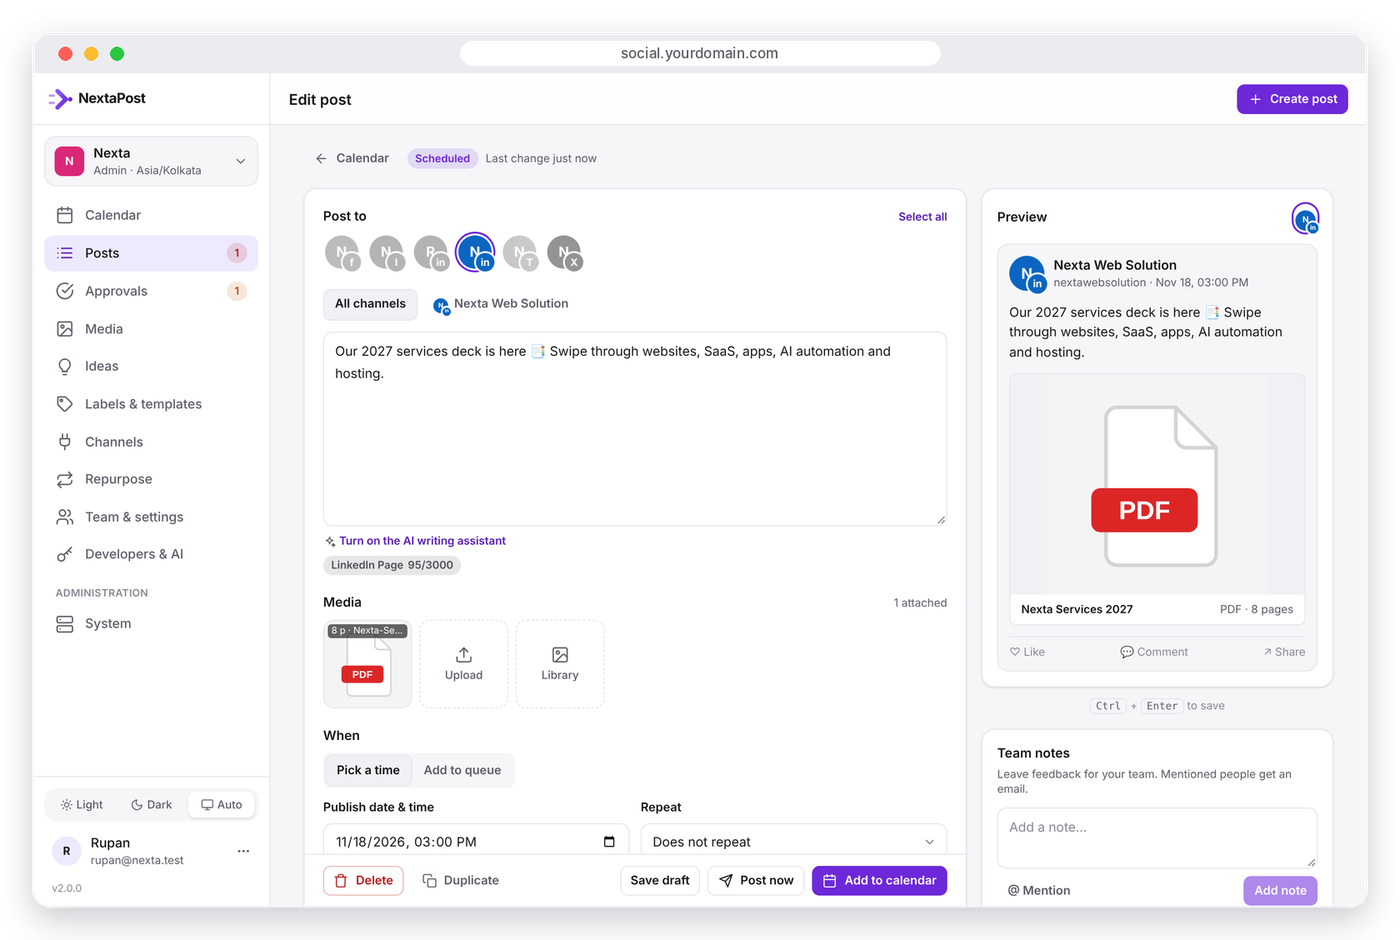 social.yourdomain.com
NextaPost
Edit post
Create post
N
Nexta
Admin · Asia/Kolkata
Calendar
Posts
1
Approvals
1
Media
Ideas
Labels & templates
Channels
Repurpose
Team & settings
Developers & AI
ADMINISTRATION
System
Light
Dark
Auto
R
Rupan
rupan@nexta.test
v2.0.0
Calendar
Scheduled
Last change just now
Post to
Select all
N f
N I
R in
N in
N T
N X
All channels
Nexta Web Solution
Our 2027 services deck is here 📑 Swipe through websites, SaaS, apps, AI automation and
hosting.
Turn on the AI writing assistant
LinkedIn Page 95/3000
Media
1 attached
8 p · Nexta-Se...
PDF
Upload
Library
When
Pick a time
Add to queue
Publish date & time
Repeat
11/18/2026, 03:00 PM
Does not repeat
Delete
Duplicate
Save draft
Post now
Add to calendar
Preview
N in
N in
Nexta Web Solution
nextawebsolution · Nov 18, 03:00 PM
Our 2027 services deck is here 📑 Swipe
through websites, SaaS, apps, AI automation
and hosting.
PDF
Nexta Services 2027
PDF · 8 pages
Like
Comment
Share
Ctrl + Enter to save
Team notes
Leave feedback for your team. Mentioned people get an
email.
Add a note...
@ Mention
Add note